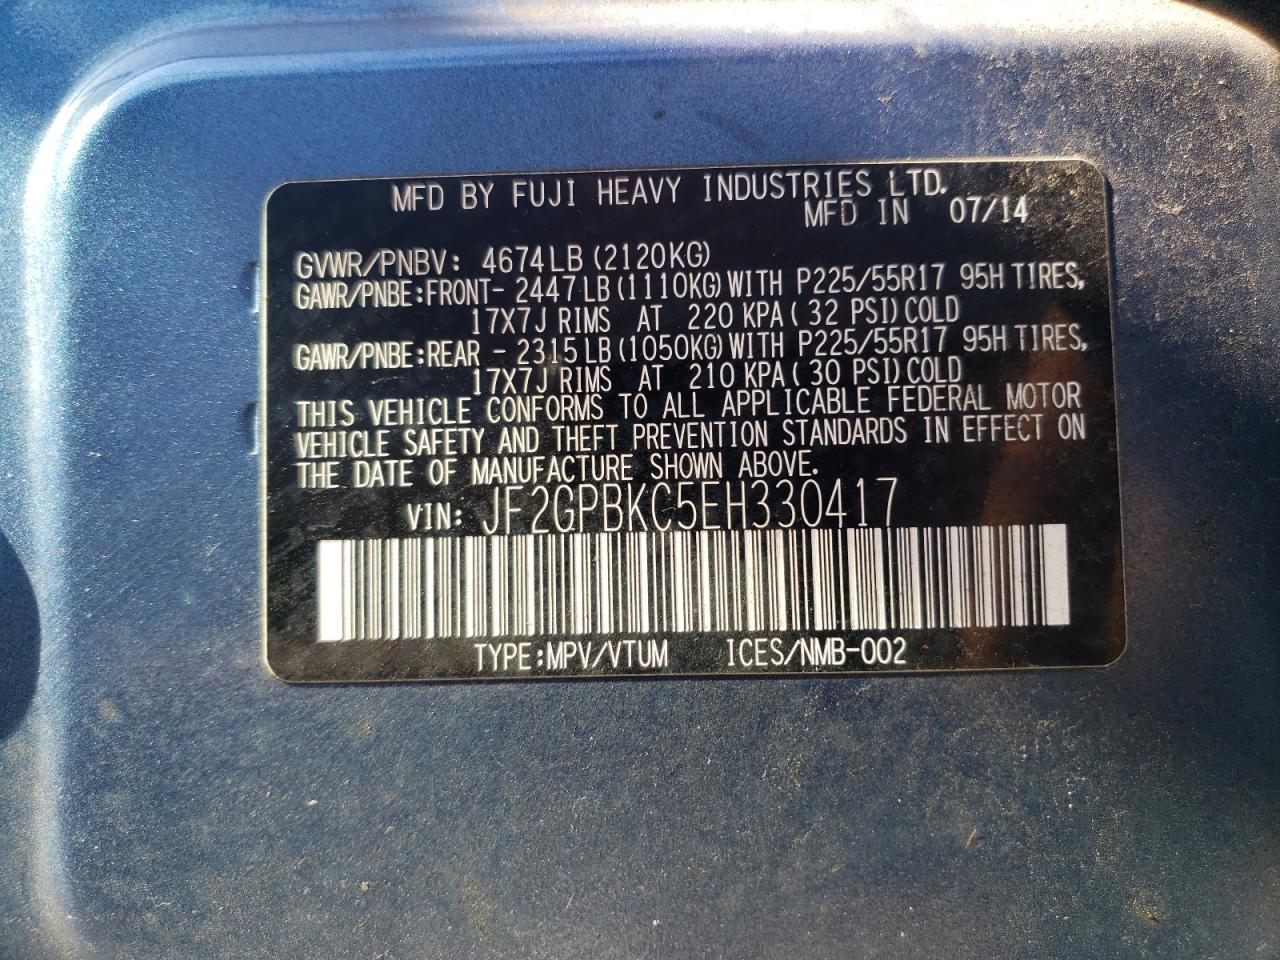 MFD BY FUJI HEAVY INDUSTRIES LTD.
MFD IN 07/14
GVWR/PNBV: 4674LB (2120KG)
GAWR/PNBE:FRONT- 2447LB(1110KG)WITH P225/55R17 95H TIRES,
17X7J RIMS AT 220 KPA( 32 PSI)COLD
GAWR/PNBE:REAR - 2315LB(1050KG)WITH P225/55R17 95H TIRES,
17X7J RIMS AT 210 KPA( 30 PSI)COLD
THIS VEHICLE CONFORMS TO ALL APPLICABLE FEDERAL MOTOR
VEHICLE SAFETY AND THEFT PREVENTION STANDARDS IN EFFECT ON
THE DATE OF MANUFACTURE SHOWN ABOVE.
VIN: JF2GPBKC5EH330417
TYPE:MPV/VTUM ICES/NMB-002